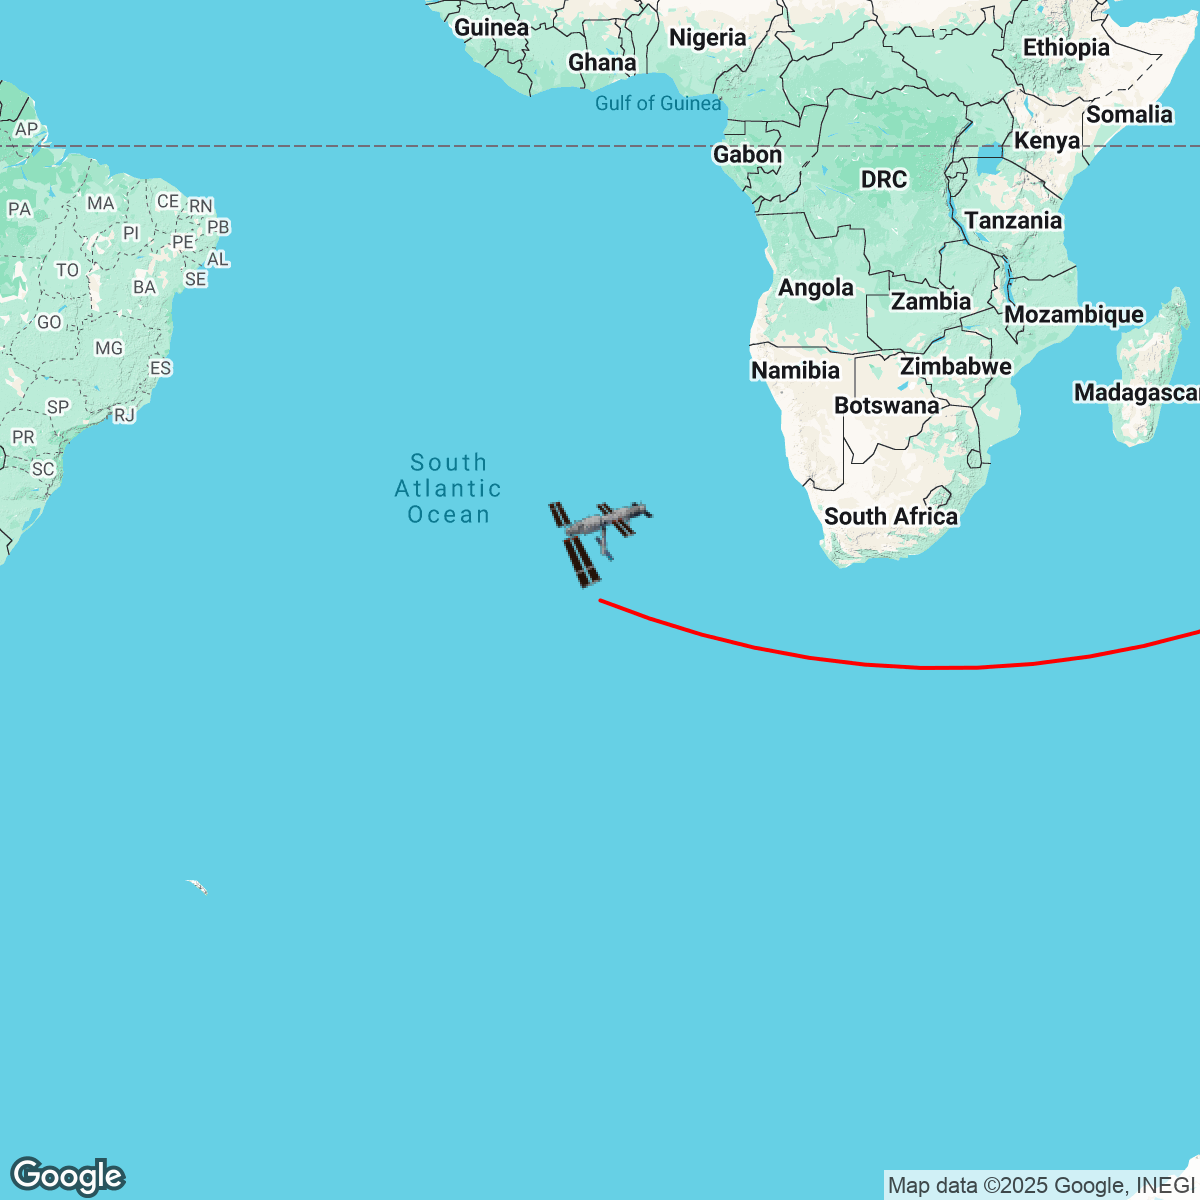 Guinea
Nigeria
Ghana
Ethiopia
Gulf of Guinea
Somalia
AP
Kenya
Gabon
DRC
PA
MA
CE
RN
Tanzania
PI
PB
PE
TO
AL
SE
BA
Angola
Zambia
GO
Mozambique
MG
ES
Namibia
Zimbabwe
Madagascar
SP
RJ
Botswana
PR
SC
South
Atlantic
Ocean
South Africa
Google
Map data ©2025 Google, INEGI